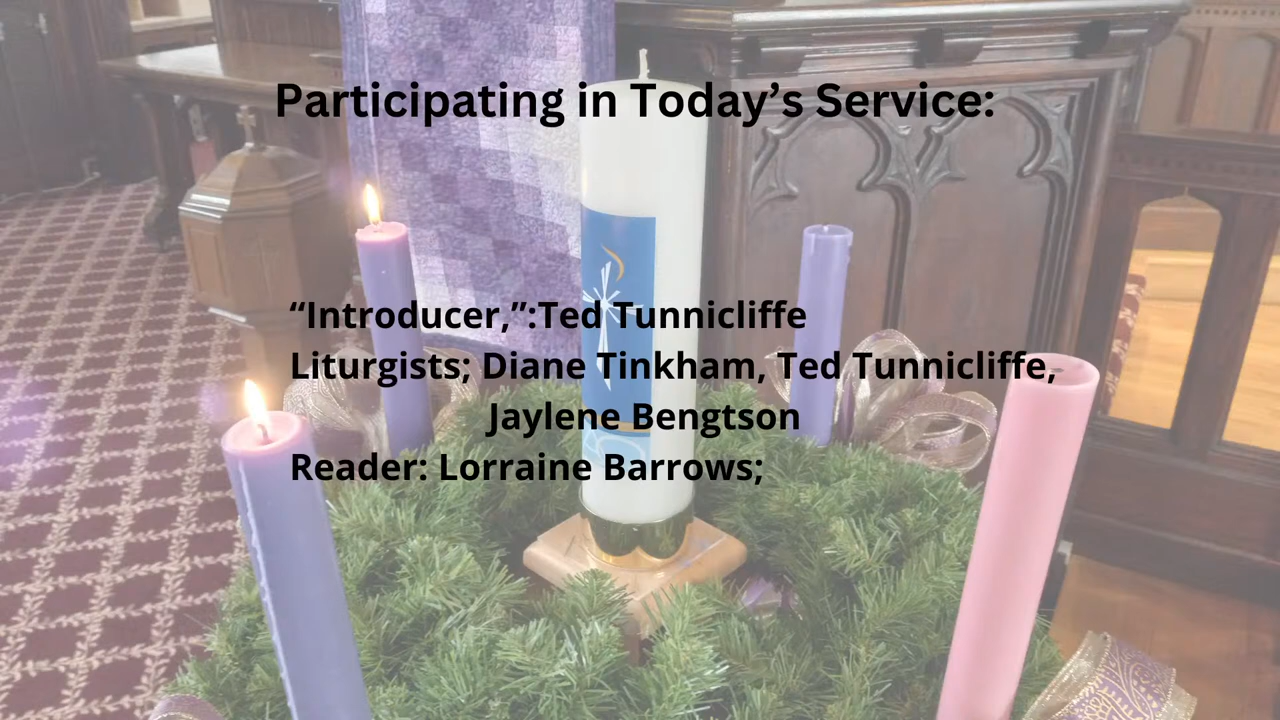 Participating in Today’s Service:
“Introducer,”:Ted Tunnicliffe
Liturgists; Diane Tinkham, Ted Tunnicliffe,
Jaylene Bengtson
Reader: Lorraine Barrows;